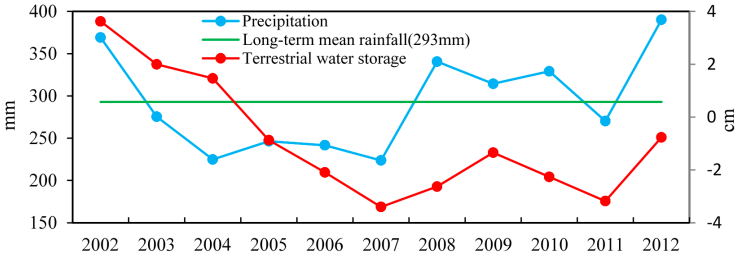 400
350
300
250
200
150
mm
Precipitation
Long-term mean rainfall(293mm)
Terrestrial water storage
4
2
0
-2
-4
cm
2002 2003 2004 2005 2006 2007 2008 2009 2010 2011 2012